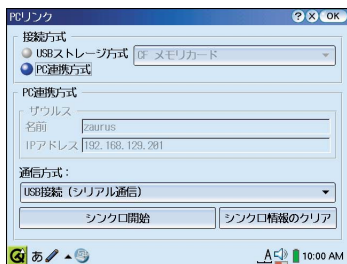 PCリンク ? X OK
接続方式
USBストレージ方式 CF メモリカード
PC連携方式
PC連携方式
ザウルス
名前 zaurus
IPアドレス 192.168.129.201
通信方式:
USB接続(シリアル通信)
シンクロ開始 シンクロ情報のクリア
あ A 10:00 AM